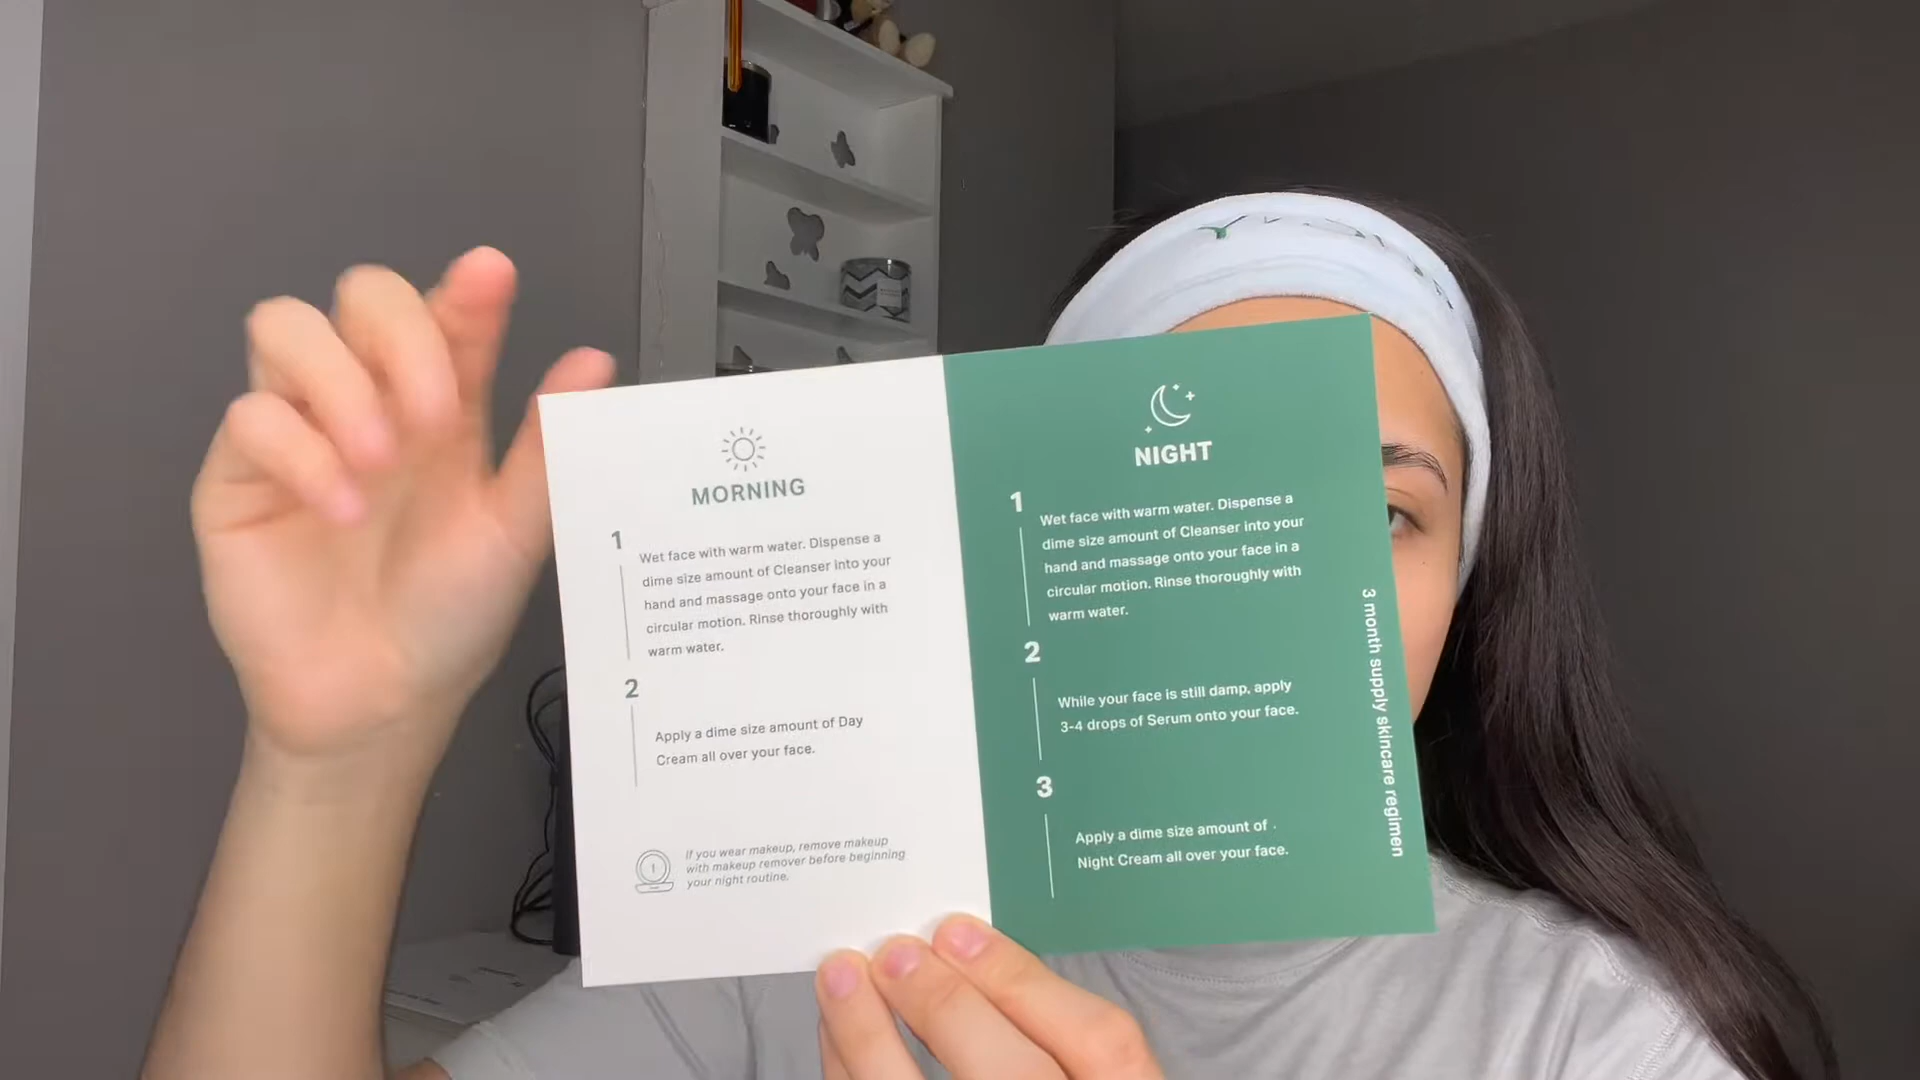 MORNING
1
Wet face with warm water. Dispense a
dime size amount of Cleanser into your
hand and massage onto your face in a
circular motion. Rinse thoroughly with
warm water.
2
Apply a dime size amount of Day
Cream all over your face.
If you wear makeup, remove makeup
with makeup remover before beginning
your night routine.
NIGHT
1
Wet face with warm water. Dispense a
dime size amount of Cleanser into your
hand and massage onto your face in a
circular motion. Rinse thoroughly with
warm water.
2
While your face is still damp, apply
3-4 drops of Serum onto your face.
3
Apply a dime size amount of .
Night Cream all over your face.
3 month supply skincare regimen